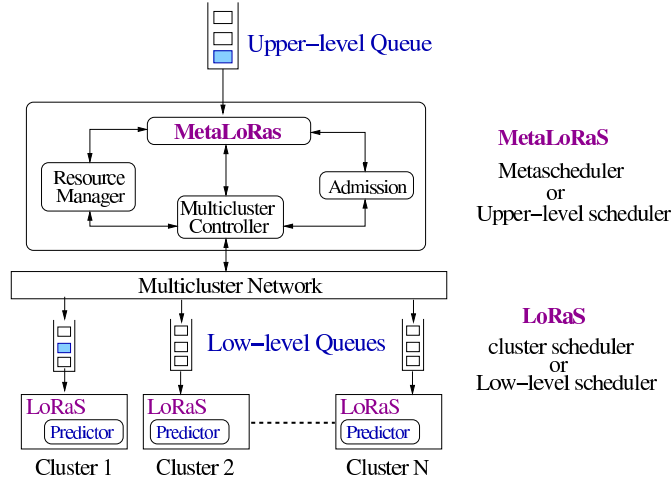 Upper-level Queue
MetaLoRas
Resource
Manager
Admission
Multicluster
Controller
MetaLoRaS
Metascheduler
or
Upper-level scheduler
Multicluster Network
Low-level Queues
LoRaS
cluster scheduler
or
Low-level scheduler
LoRaS
Predictor
Cluster 1
LoRaS
Predictor
Cluster 2
LoRaS
Predictor
Cluster N